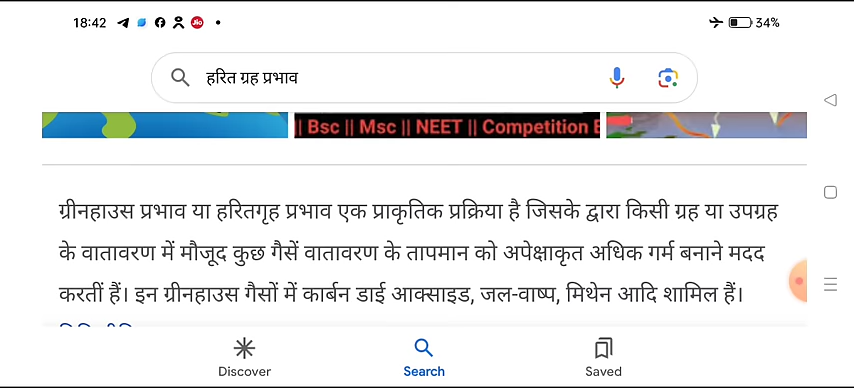 18:42
Jio
34%
हरित ग्रह प्रभाव
|| Bsc || Msc || NEET || Competition
ग्रीनहाउस प्रभाव या हरितगृह प्रभाव एक प्राकृतिक प्रक्रिया है जिसके द्वारा किसी ग्रह या उपग्रह
के वातावरण में मौजूद कुछ गैसें वातावरण के तापमान को अपेक्षाकृत अधिक गर्म बनाने मदद
करतीं हैं। इन ग्रीनहाउस गैसों में कार्बन डाई आक्साइड, जल-वाष्प, मिथेन आदि शामिल हैं।
Discover
Search
Saved